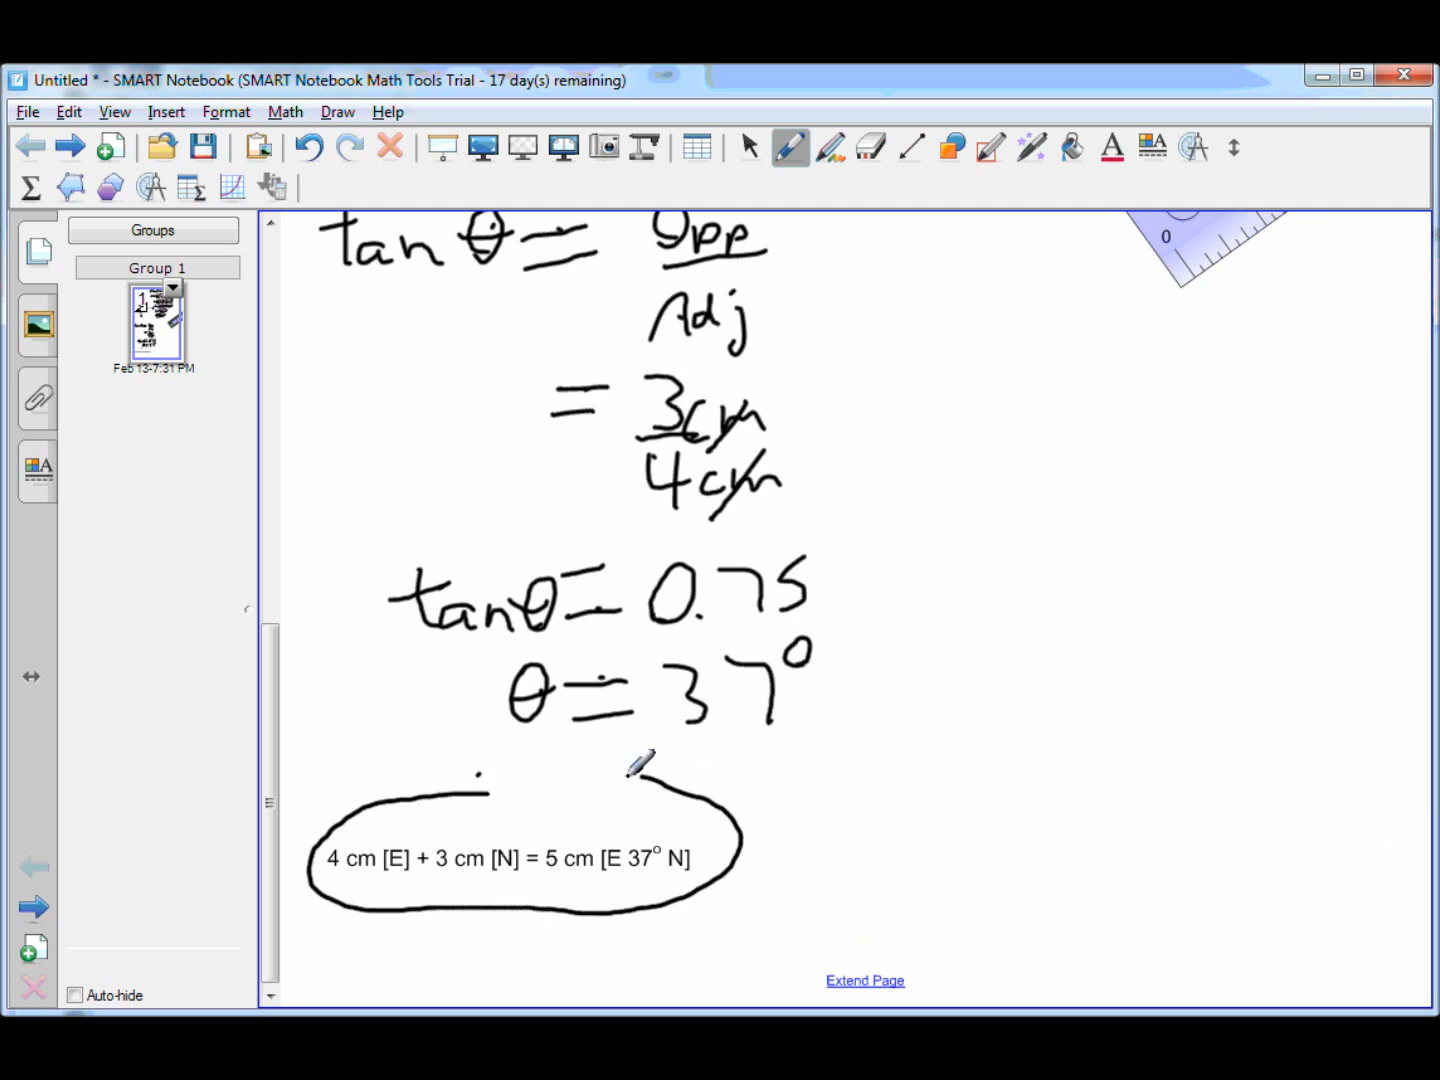 Untitled * - SMART Notebook (SMART Notebook Math Tools Trial - 17 day(s) remaining)
File Edit View Insert Format Math Draw Help
Groups
Group 1
1
Feb 13-7:31 PM
Auto-hide
0
tan θ = Opp
Adj
= 3cm
4cm
tanθ = 0.75
θ = 37°
4 cm [E] + 3 cm [N] = 5 cm [E 37° N]
Extend Page